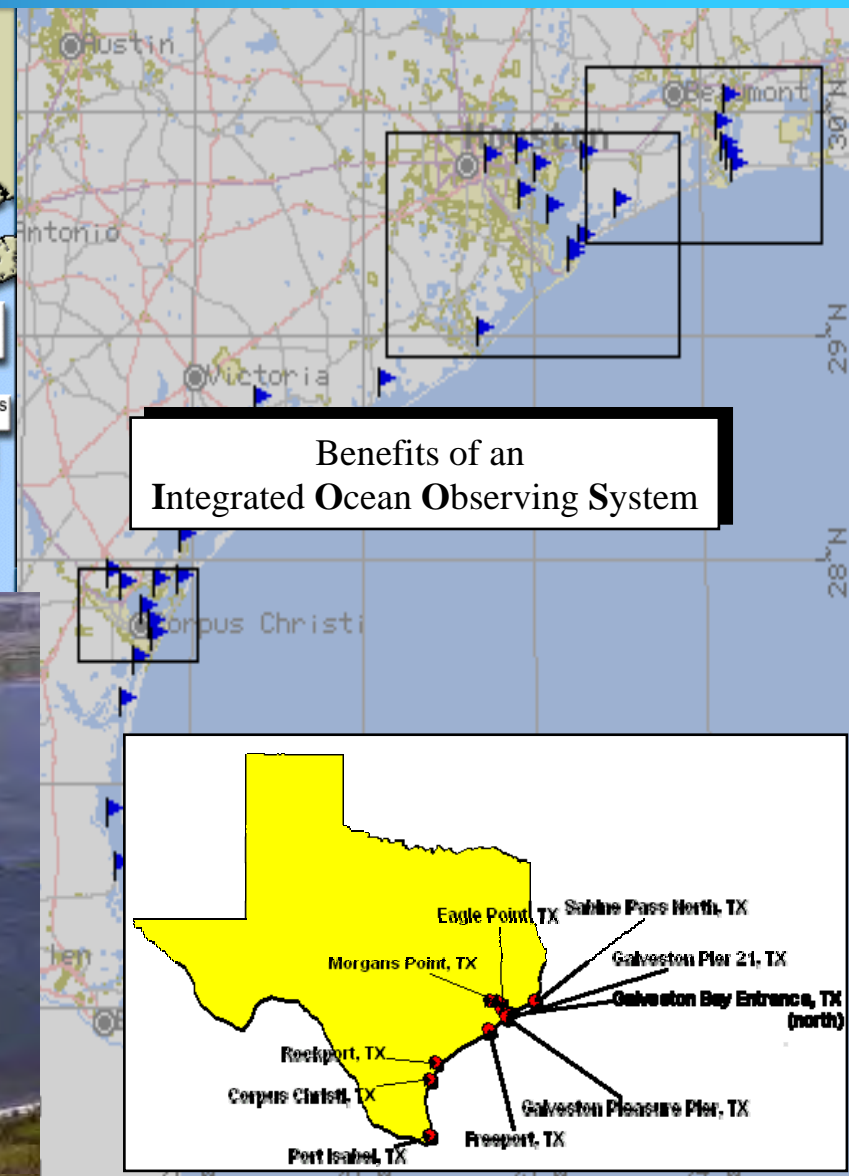 Austin
Beaumont
Houston
30°N
ntonio
29°N
Victoria
s
Benefits of an
Integrated Ocean Observing System
28°N
Corpus Christi
Eagle Point, TX
Sabine Pass North, TX
Morgans Point, TX
Galveston Pier 21, TX
Galveston Bay Entrance, TX
(north)
Rockport, TX
Corpus Christi, TX
Galveston Pleasure Pier, TX
Freeport, TX
Port Isabel, TX
len